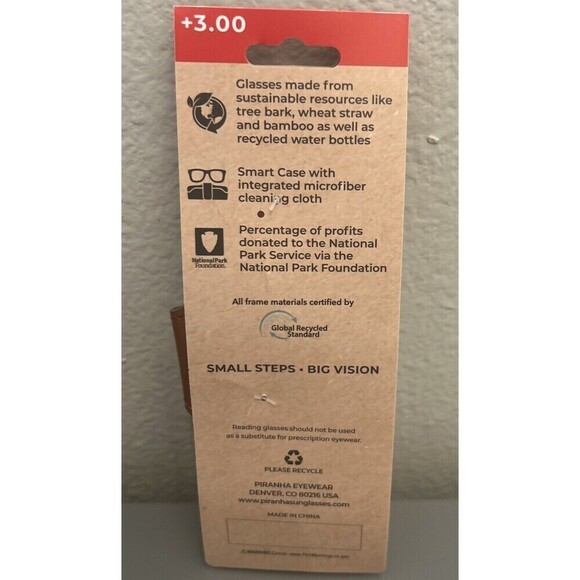 +3.00
Glasses made from
sustainable resources like
tree bark, wheat straw
and bamboo as well as
recycled water bottles
Smart Case with
integrated microfiber
cleaning cloth
Percentage of profits
donated to the National
Park Service via the
National Park Foundation
National Park
Foundation
All frame materials certified by
Global Recycled
Standard
SMALL STEPS • BIG VISION
Reading glasses should not be used
as a substitute for prescription eyewear.
PLEASE RECYCLE
PIRANHA EYEWEAR
DENVER, CO 80216 USA
www.piranhasunglasses.com
MADE IN CHINA